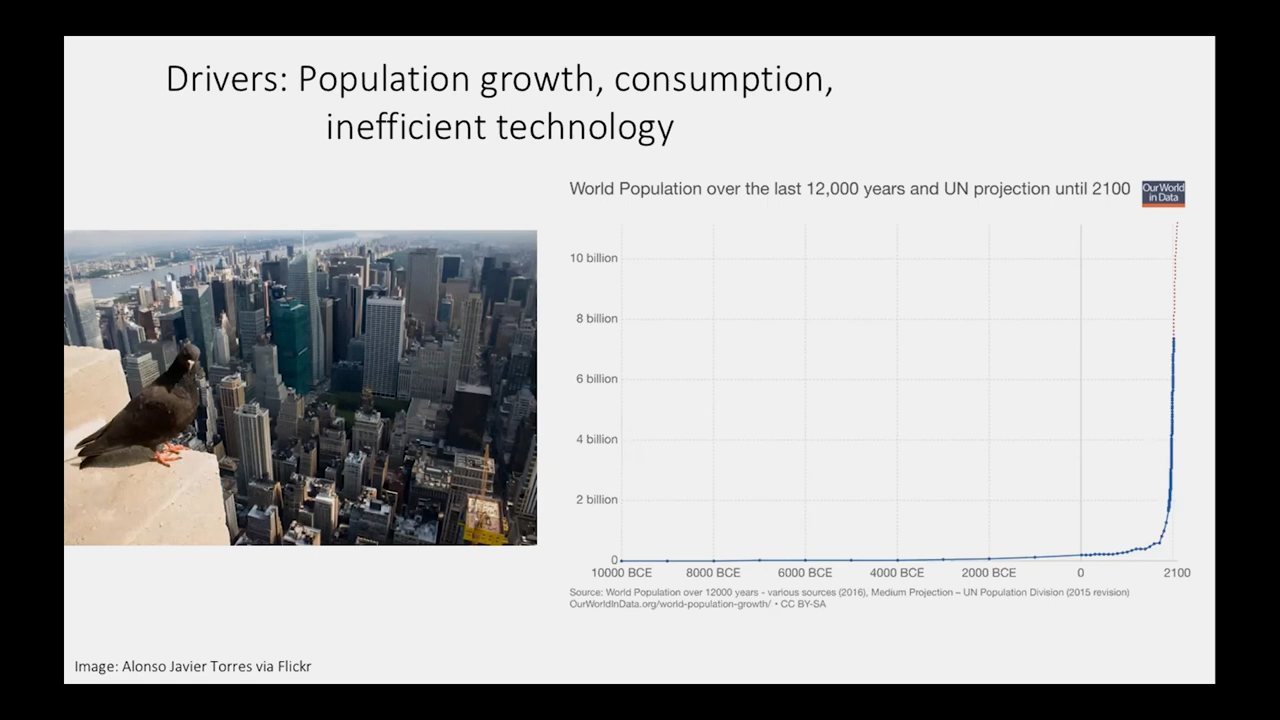 Drivers: Population growth, consumption,
inefficient technology
World Population over the last 12,000 years and UN projection until 2100
Our World
in Data
10 billion
8 billion
6 billion
4 billion
2 billion
0
10000 BCE 8000 BCE 6000 BCE 4000 BCE 2000 BCE 0 2100
Source: World Population over 12000 years - various sources (2016), Medium Projection – UN Population Division (2015 revision)
OurWorldInData.org/world-population-growth/ • CC BY-SA
Image: Alonso Javier Torres via Flickr